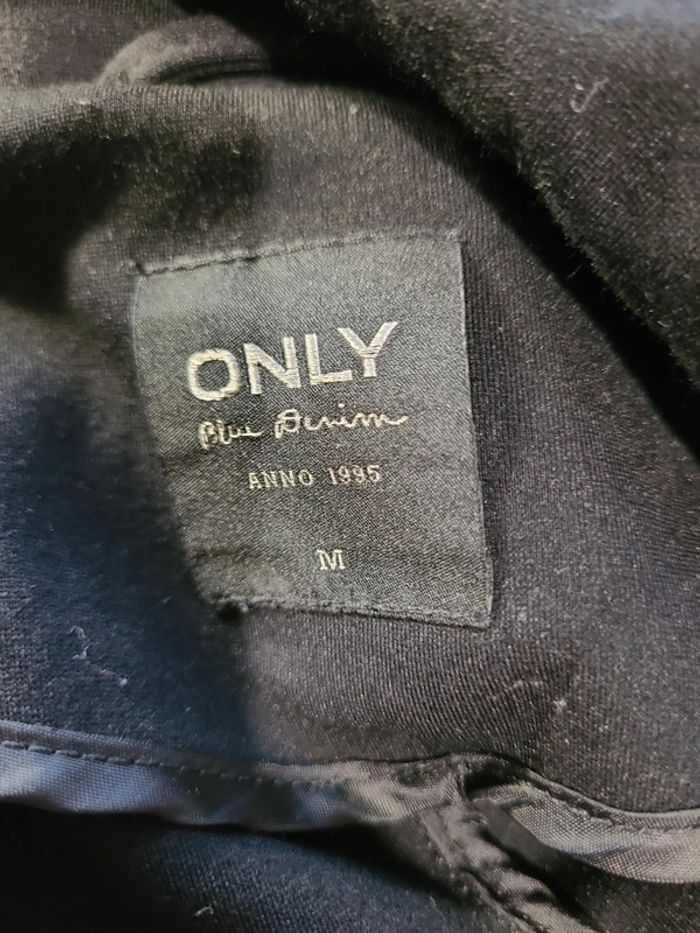 ONLY
Blue Denim
ANNO 1995
M